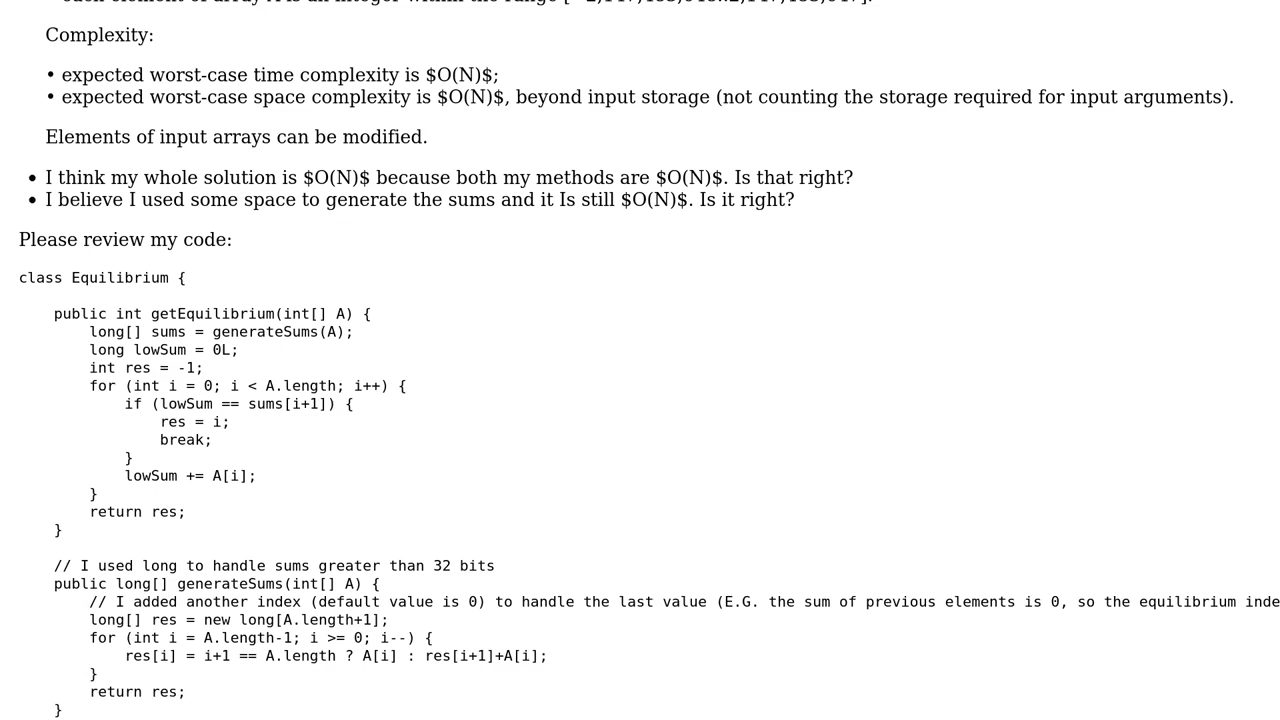 Complexity:
• expected worst-case time complexity is $O(N)$;
• expected worst-case space complexity is $O(N)$, beyond input storage (not counting the storage required for input arguments).
Elements of input arrays can be modified.
• I think my whole solution is $O(N)$ because both my methods are $O(N)$. Is that right?
• I believe I used some space to generate the sums and it Is still $O(N)$. Is it right?
Please review my code:
class Equilibrium {
    public int getEquilibrium(int[] A) {
        long[] sums = generateSums(A);
        long lowSum = 0L;
        int res = -1;
        for (int i = 0; i < A.length; i++) {
            if (lowSum == sums[i+1]) {
                res = i;
                break;
            }
            lowSum += A[i];
        }
        return res;
    }
    // I used long to handle sums greater than 32 bits
    public long[] generateSums(int[] A) {
        // I added another index (default value is 0) to handle the last value (E.G. the sum of previous elements is 0, so the equilibrium inde
        long[] res = new long[A.length+1];
        for (int i = A.length-1; i >= 0; i--) {
            res[i] = i+1 == A.length ? A[i] : res[i+1]+A[i];
        }
        return res;
    }